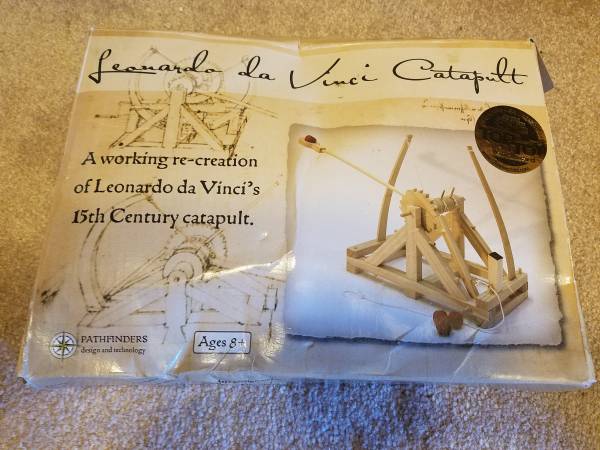 Leonardo da Vinci Catapult
A working re-creation
of Leonardo da Vinci's
15th Century catapult.
PATHFINDERS
design and technology
Ages 8+